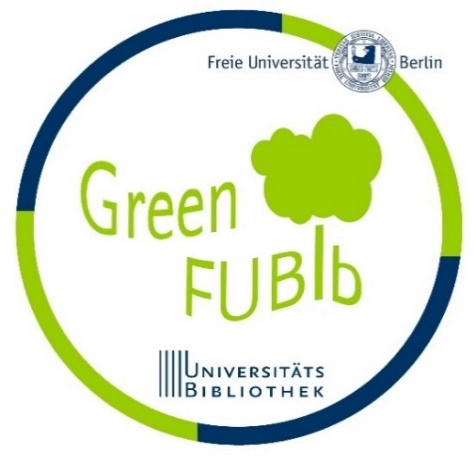 Freie Universität Berlin
Green
FUBIb
UNIVERSITÄTS
BIBLIOTHEK